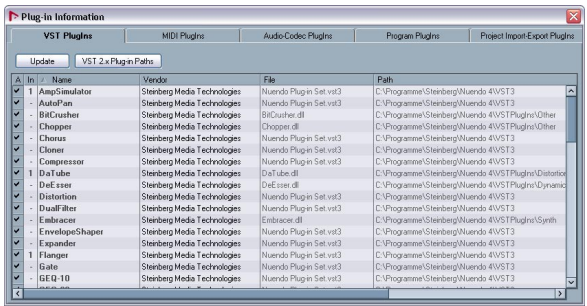 Plug-in Information
VST PlugIns MIDI PlugIns Audio-Codec PlugIns Program PlugIns Project Import-Export PlugIns
Update VST 2.x Plug-in Paths
A In Name Vendor File Path
1 AmpSimulator Steinberg Media Technologies Nuendo Plug-in Set.vst3 C:\Programme\Steinberg\Nuendo 4\VST3
- AutoPan Steinberg Media Technologies Nuendo Plug-in Set.vst3 C:\Programme\Steinberg\Nuendo 4\VST3
- BitCrusher Steinberg Media Technologies BitCrusher.dll C:\Programme\Steinberg\Nuendo 4\VSTPlugIns\Other
- Chopper Steinberg Media Technologies Chopper.dll C:\Programme\Steinberg\Nuendo 4\VSTPlugIns\Other
- Chorus Steinberg Media Technologies Nuendo Plug-in Set.vst3 C:\Programme\Steinberg\Nuendo 4\VST3
- Cloner Steinberg Media Technologies Nuendo Plug-in Set.vst3 C:\Programme\Steinberg\Nuendo 4\VST3
- Compressor Steinberg Media Technologies Nuendo Plug-in Set.vst3 C:\Programme\Steinberg\Nuendo 4\VST3
1 DaTube Steinberg Media Technologies DaTube.dll C:\Programme\Steinberg\Nuendo 4\VSTPlugIns\Distortion
- DeEsser Steinberg Media Technologies DeEsser.dll C:\Programme\Steinberg\Nuendo 4\VSTPlugIns\Dynamic
- Distortion Steinberg Media Technologies Nuendo Plug-in Set.vst3 C:\Programme\Steinberg\Nuendo 4\VST3
- DualFilter Steinberg Media Technologies Nuendo Plug-in Set.vst3 C:\Programme\Steinberg\Nuendo 4\VST3
- Embracer Steinberg Media Technologies Embracer.dll C:\Programme\Steinberg\Nuendo 4\VSTPlugIns\Synth
- EnvelopeShaper Steinberg Media Technologies Nuendo Plug-in Set.vst3 C:\Programme\Steinberg\Nuendo 4\VST3
- Expander Steinberg Media Technologies Nuendo Plug-in Set.vst3 C:\Programme\Steinberg\Nuendo 4\VST3
1 Flanger Steinberg Media Technologies Nuendo Plug-in Set.vst3 C:\Programme\Steinberg\Nuendo 4\VST3
- Gate Steinberg Media Technologies Nuendo Plug-in Set.vst3 C:\Programme\Steinberg\Nuendo 4\VST3
- GEQ-10 Steinberg Media Technologies Nuendo Plug-in Set.vst3 C:\Programme\Steinberg\Nuendo 4\VST3